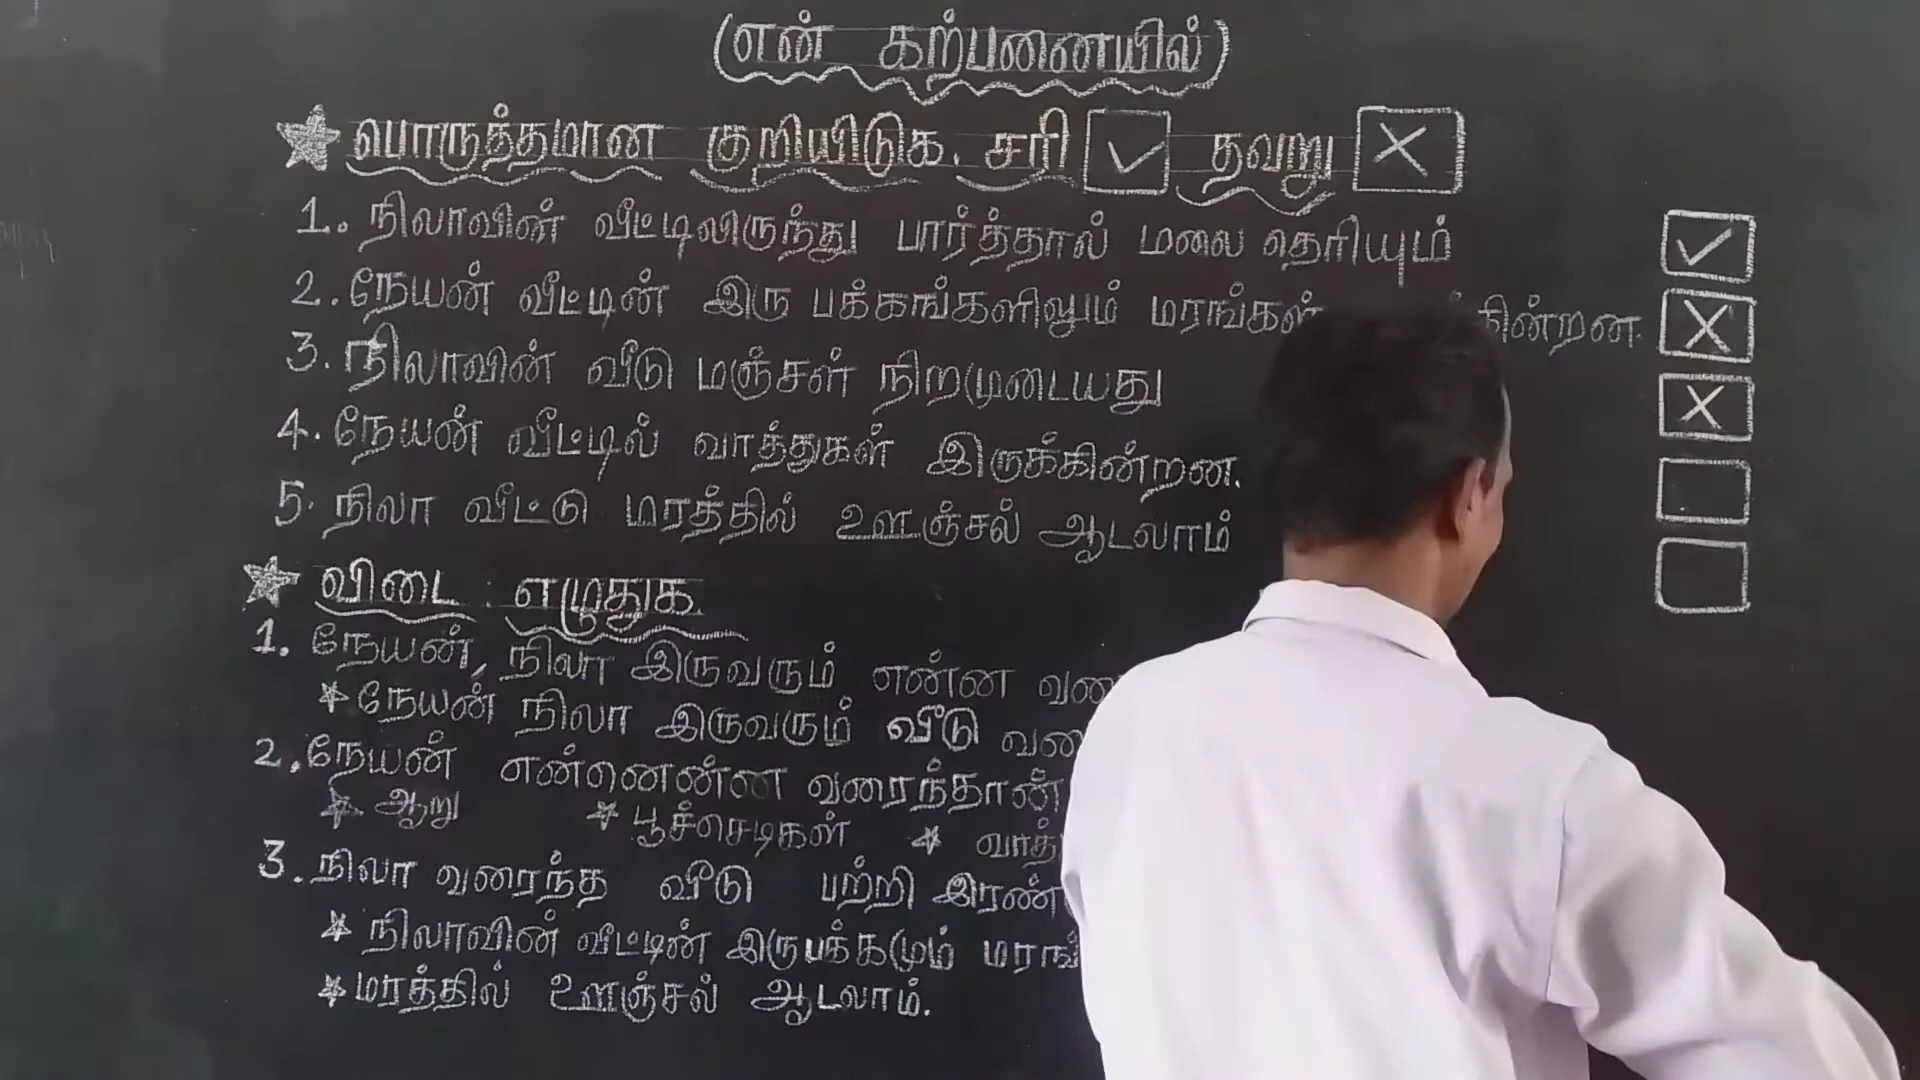 (என் கற்பனையில்)
பொருத்தமான குறியிடுக. சரி தவறு
1. நிலாவின் வீட்டிலிருந்து பார்த்தால் மலை தெரியும்
2. நேயன் வீட்டின் இரு பக்கங்களிலும் மரங்கள்
3. நிலாவின் வீடு மஞ்சள் நிறமுடையது
4. நேயன் வீட்டில் வாத்துகள் இருக்கின்றன.
5. நிலா வீட்டு மரத்தில் ஊஞ்சல் ஆடலாம்
விடை எழுதுக.
1. நேயன், நிலா இருவரும் என்ன
நேயன் நிலா இருவரும் வீடு
2. நேயன் என்னென்ன வரைந்தான்
ஆறு பூச்செடிகள்
3. நிலா வரைந்த வீடு பற்றி
நிலாவின் வீட்டின் இருபக்கமும்
மரத்தில் ஊஞ்சல் ஆடலாம்.